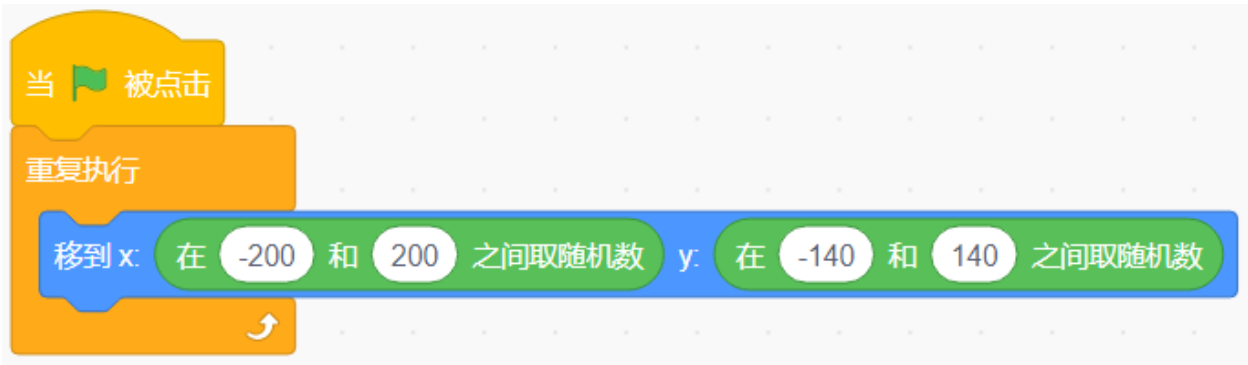 当 被点击
重复执行
移到 x: 在 -200 和 200 之间取随机数 y: 在 -140 和 140 之间取随机数